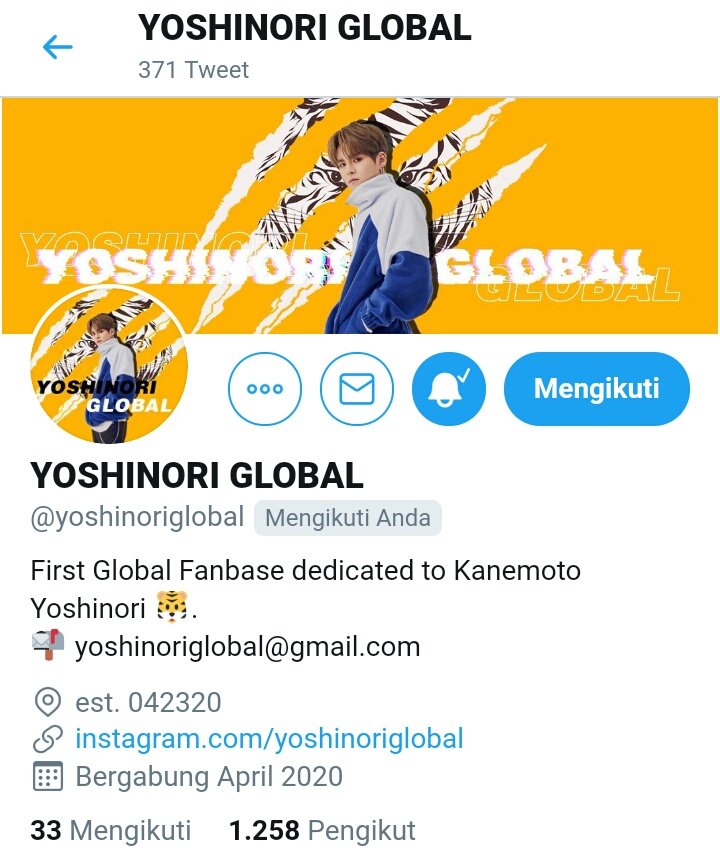 YOSHINORI GLOBAL
371 Tweet
YOSHINORI GLOBAL
YOSHINORI GLOBAL
YOSHINORI
GLOBAL
Mengikuti
YOSHINORI GLOBAL
@yoshinoriglobal Mengikuti Anda
First Global Fanbase dedicated to Kanemoto
Yoshinori 🐯.
📬 yoshinoriglobal@gmail.com
est. 042320
instagram.com/yoshinoriglobal
Bergabung April 2020
33 Mengikuti 1.258 Pengikut